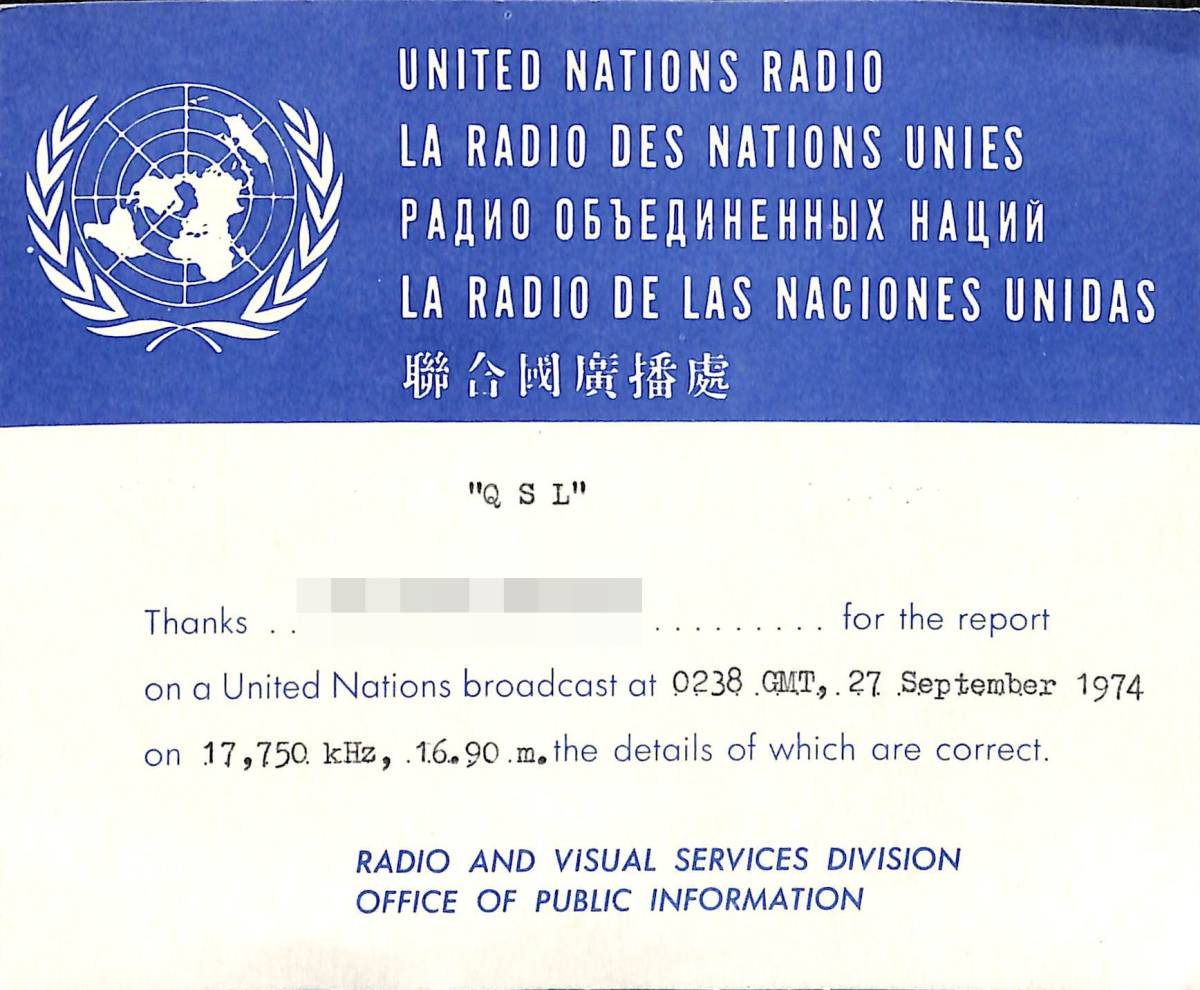 UNITED NATIONS RADIO
LA RADIO DES NATIONS UNIES
РАДИО ОБЪЕДИНЕННЫХ НАЦИЙ
LA RADIO DE LAS NACIONES UNIDAS
聯合國廣播處
"Q S L"
Thanks . . . . . . . . . . . for the report
on a United Nations broadcast at 0238 .GMT,. 27 .September 1974
on .17,750. kHz, .16.90 .m. the details of which are correct.
RADIO AND ViSUAL SERVICES DIVISION
OFFICE OF PUBLIC INFORMATION